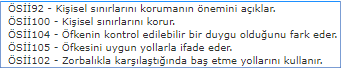 ÖSİİ92 - Kişisel sınırlarını korumanın önemini açıklar.
ÖSİİ100 - Kişisel sınırlarını korur.
ÖSİİ104 - Öfkenin kontrol edilebilir bir duygu olduğunu fark eder.
ÖSİİ105 - Öfkesini uygun yollarla ifade eder.
ÖSİİ102 - Zorbalıkla karşılaştığında baş etme yollarını kullanır.